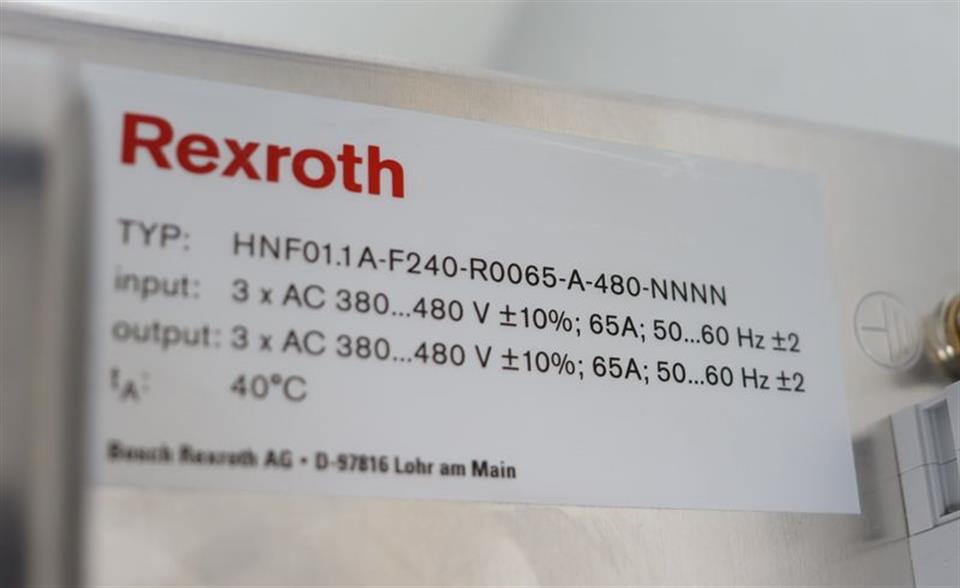 Rexroth
TYP: HNF01.1A-F240-R0065-A-480-NNNN
input: 3 x AC 380...480 V ±10%; 65A; 50...60 Hz ±2
output: 3 x AC 380...480 V ±10%; 65A; 50...60 Hz ±2
tA: 40°C
Bosch Rexroth AG • D-97816 Lohr am Main